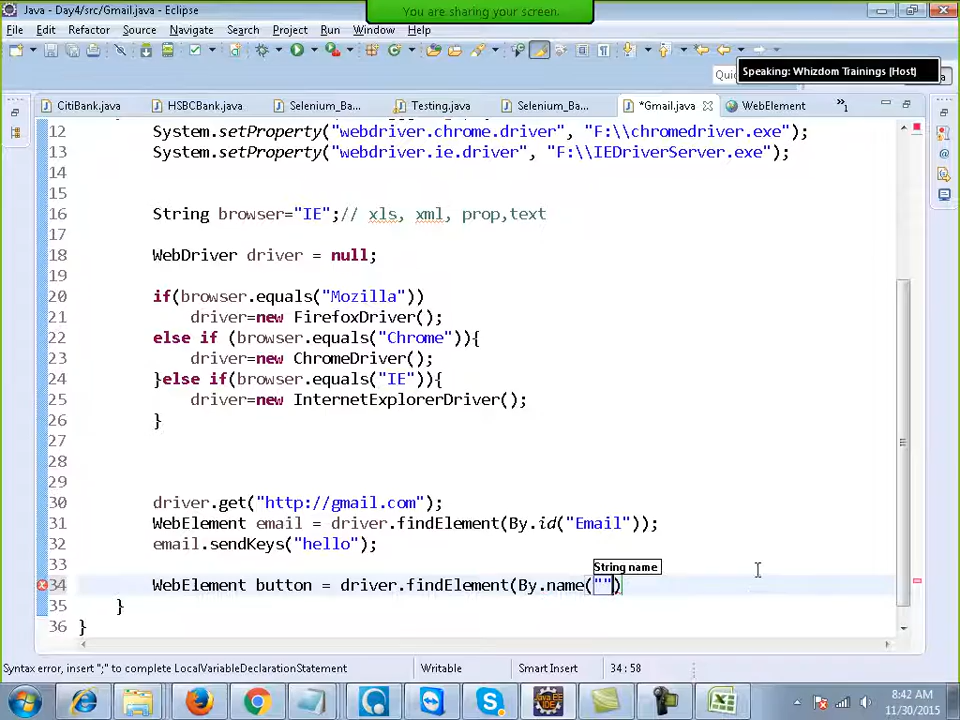 You are sharing your screen.
Java - Day4/src/Gmail.java - Eclipse
File Edit Refactor Source Navigate Search Project Run Window Help
Speaking: Whizdom Trainings (Host)
CitiBank.java HSBCBank.java Selenium_Ba... Testing.java Selenium_Ba... *Gmail.java WebElement »1
12 System.setProperty("webdriver.chrome.driver", "F:\\chromedriver.exe");
13 System.setProperty("webdriver.ie.driver", "F:\\IEDriverServer.exe");
14
15
16 String browser="IE";// xls, xml, prop,text
17
18 WebDriver driver = null;
19
20 if(browser.equals("Mozilla"))
21 driver=new FirefoxDriver();
22 else if (browser.equals("Chrome")){
23 driver=new ChromeDriver();
24 }else if(browser.equals("IE")){
25 driver=new InternetExplorerDriver();
26 }
27
28
29
30 driver.get("http://gmail.com");
31 WebElement email = driver.findElement(By.id("Email"));
32 email.sendKeys("hello");
33
String name
34 WebElement button = driver.findElement(By.name("")
35 }
36 }
Syntax error, insert ";" to complete LocalVariableDeclarationStatement Writable Smart Insert 34 : 58
8:42 AM
11/30/2015